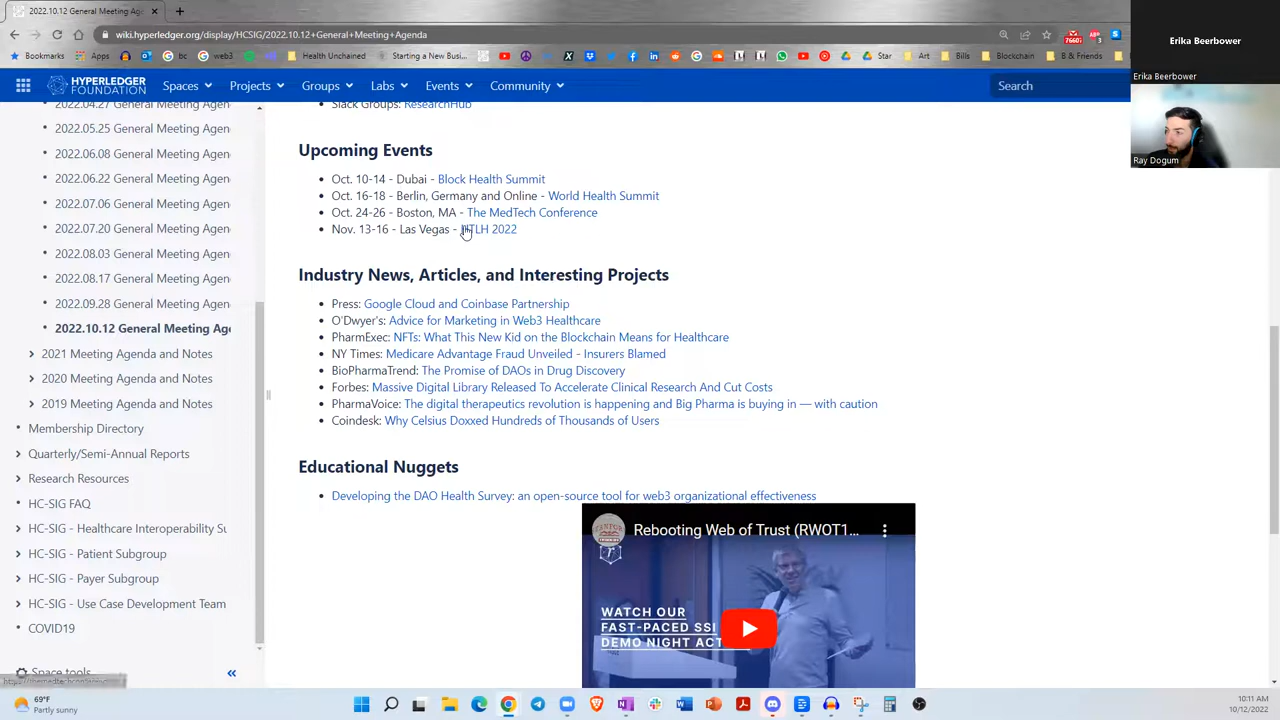 2022.10.12 General Meeting Agen
wiki.hyperledger.org/display/HCSIG/2022.10.12+General+Meeting+Agenda
Bookmarks
Apps
bc
web3
Health Unchained
Starting a New Busi...
Star
Art
Bills
Blockchain
B & Friends
HYPERLEDGER
FOUNDATION
Spaces
Projects
Groups
Labs
Events
Community
Search
Erika Beerbower
Erika Beerbower
Ray Dogum
2022.04.27 General Meeting Agen
2022.05.25 General Meeting Agen
2022.06.08 General Meeting Agen
2022.06.22 General Meeting Agen
2022.07.06 General Meeting Agen
2022.07.20 General Meeting Agen
2022.08.03 General Meeting Agen
2022.08.17 General Meeting Agen
2022.09.28 General Meeting Agen
2022.10.12 General Meeting Age
2021 Meeting Agenda and Notes
2020 Meeting Agenda and Notes
2019 Meeting Agenda and Notes
Membership Directory
Quarterly/Semi-Annual Reports
Research Resources
HC-SIG FAQ
HC-SIG - Healthcare Interoperability Su
HC-SIG - Patient Subgroup
HC-SIG - Payer Subgroup
HC-SIG - Use Case Development Team
COVID19
Space tools
Slack Groups: ResearchHub
Upcoming Events
Oct. 10-14 - Dubai - Block Health Summit
Oct. 16-18 - Berlin, Germany and Online - World Health Summit
Oct. 24-26 - Boston, MA - The MedTech Conference
Nov. 13-16 - Las Vegas - HTLH 2022
Industry News, Articles, and Interesting Projects
Press: Google Cloud and Coinbase Partnership
O'Dwyer's: Advice for Marketing in Web3 Healthcare
PharmExec: NFTs: What This New Kid on the Blockchain Means for Healthcare
NY Times: Medicare Advantage Fraud Unveiled - Insurers Blamed
BioPharmaTrend: The Promise of DAOs in Drug Discovery
Forbes: Massive Digital Library Released To Accelerate Clinical Research And Cut Costs
PharmaVoice: The digital therapeutics revolution is happening and Big Pharma is buying in — with caution
Coindesk: Why Celsius Doxxed Hundreds of Thousands of Users
Educational Nuggets
Developing the DAO Health Survey: an open-source tool for web3 organizational effectiveness
Rebooting Web of Trust (RWOT1...
WATCH OUR
FAST-PACED SSI
DEMO NIGHT ACT
69°F
Partly sunny
10:11 AM
10/12/2022